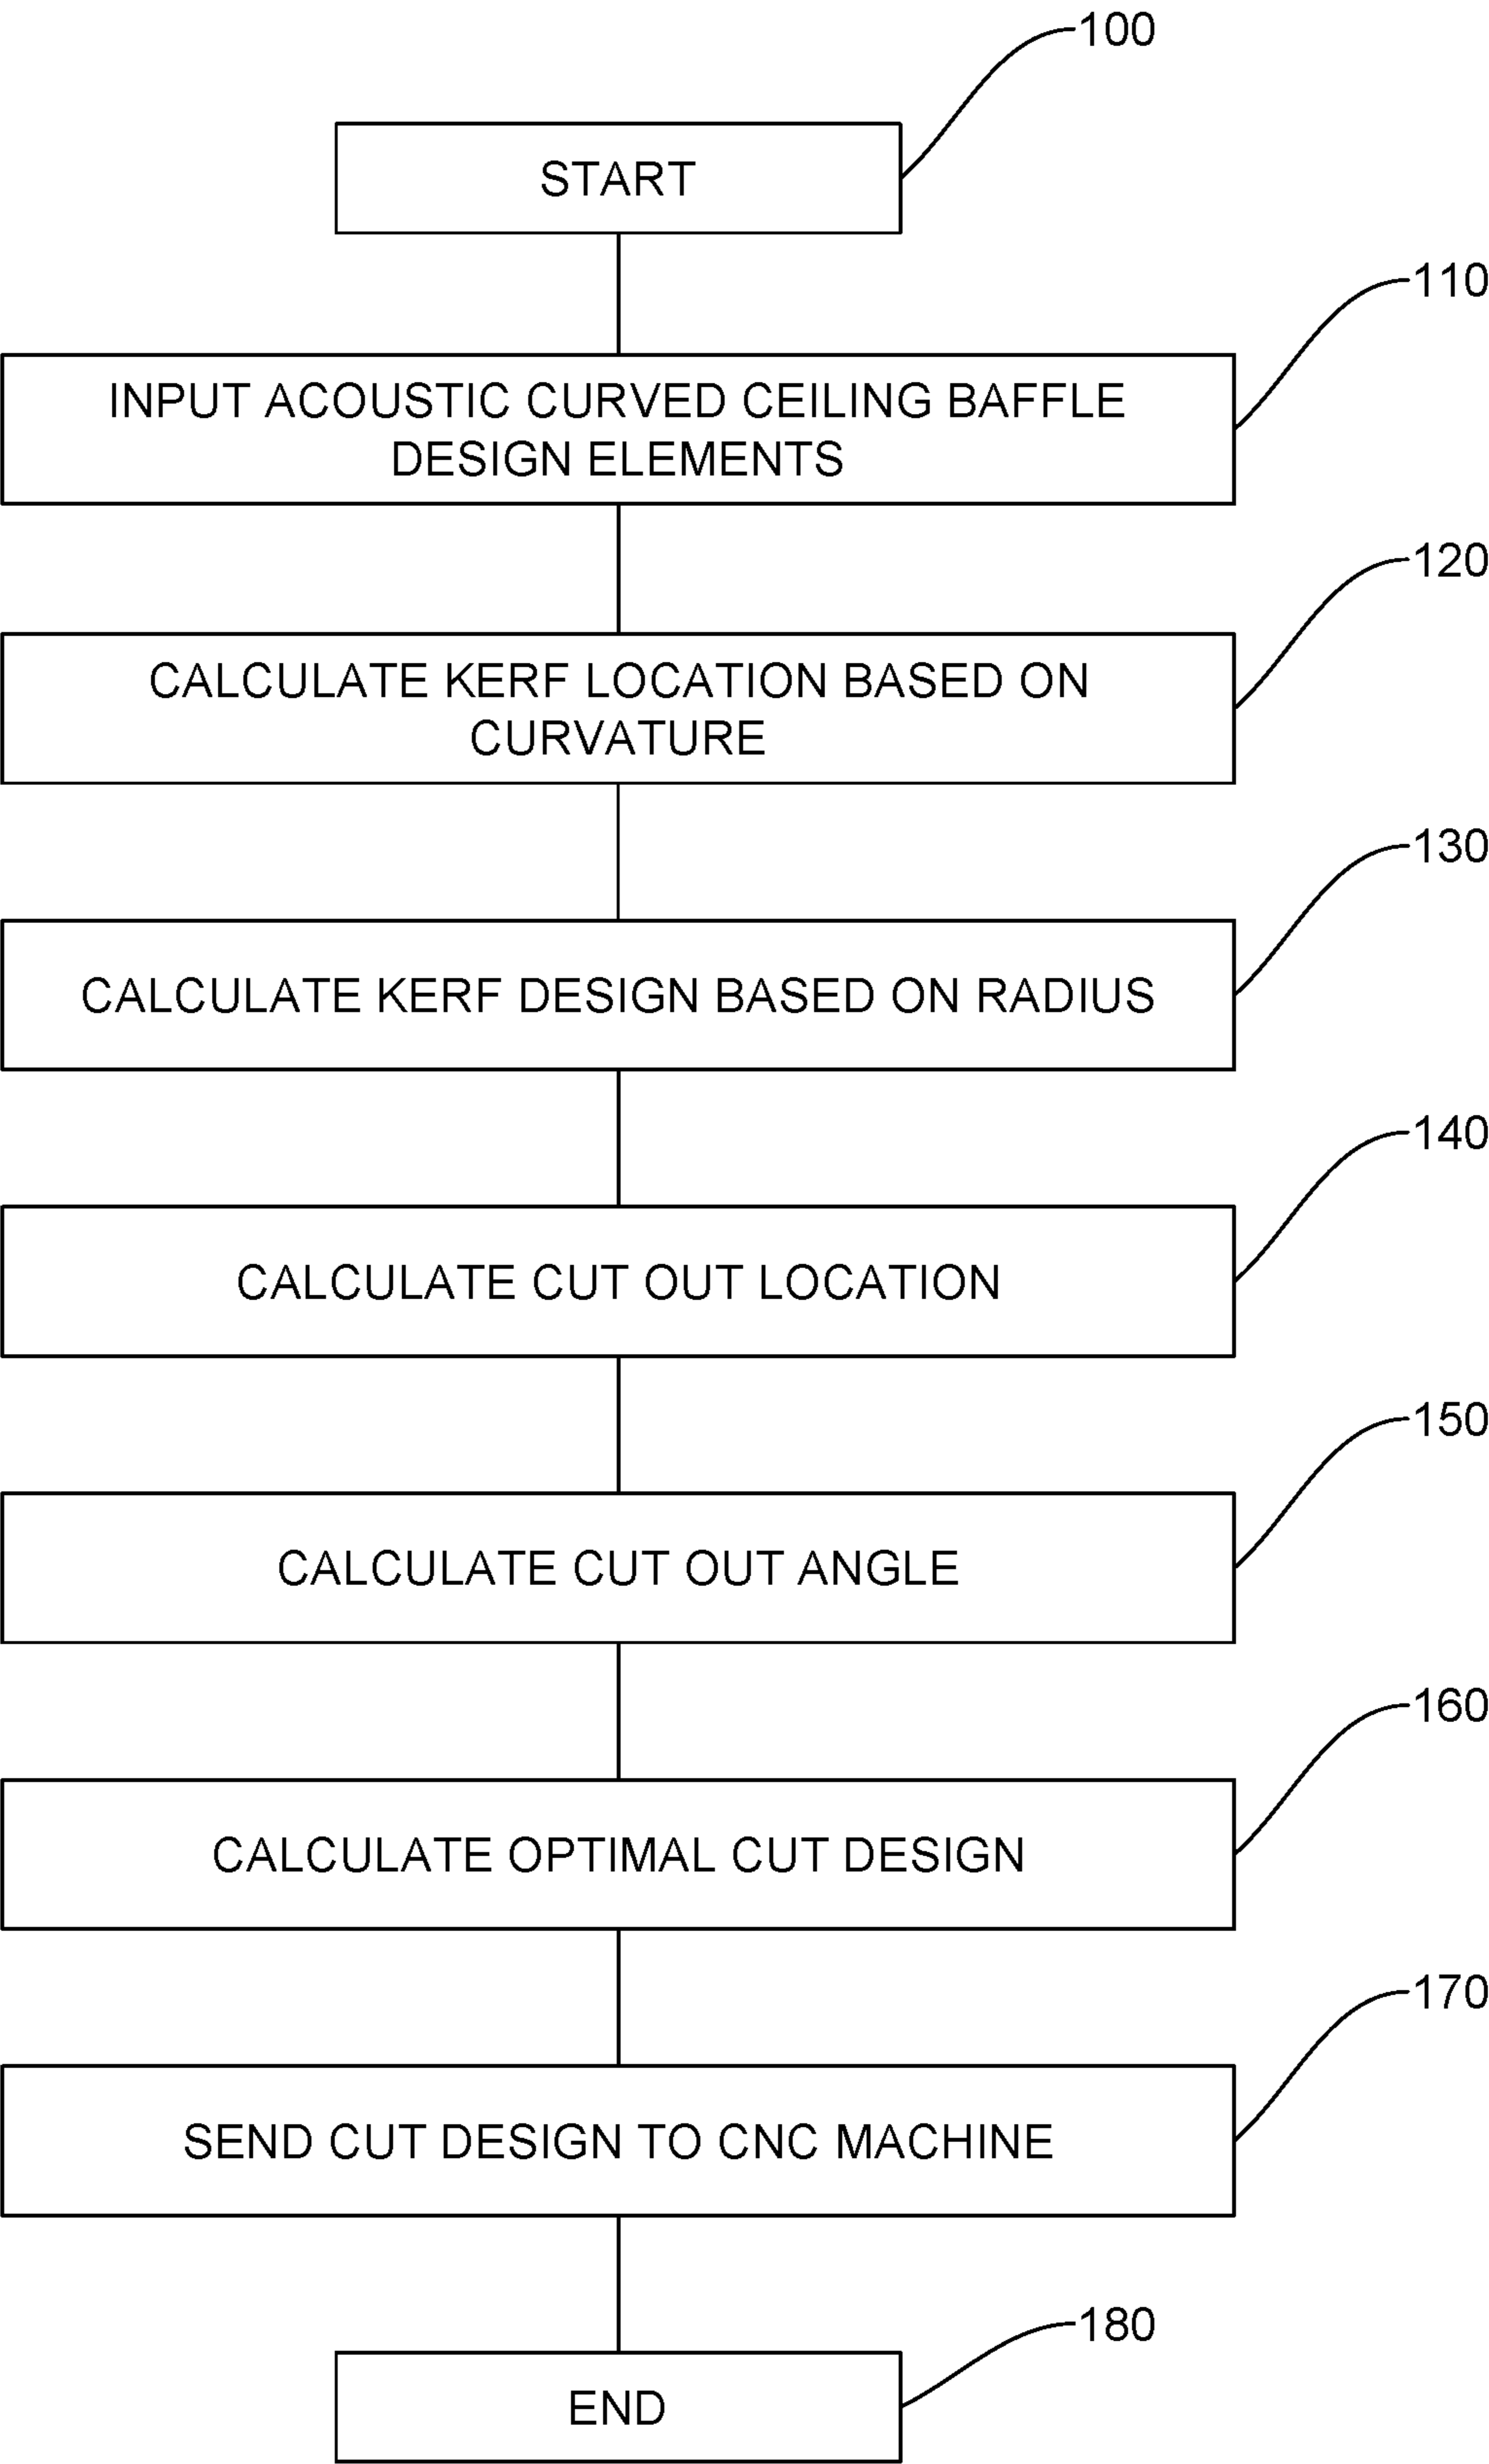 100
START
110
INPUT ACOUSTIC CURVED CEILING BAFFLE
DESIGN ELEMENTS
120
CALCULATE KERF LOCATION BASED ON
CURVATURE
130
CALCULATE KERF DESIGN BASED ON RADIUS
140
CALCULATE CUT OUT LOCATION
150
CALCULATE CUT OUT ANGLE
160
CALCULATE OPTIMAL CUT DESIGN
170
SEND CUT DESIGN TO CNC MACHINE
180
END